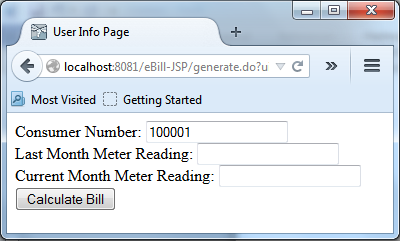 User Info Page
localhost:8081/eBill-JSP/generate.do?u
Most Visited Getting Started
Consumer Number: 100001
Last Month Meter Reading:
Current Month Meter Reading:
Calculate Bill